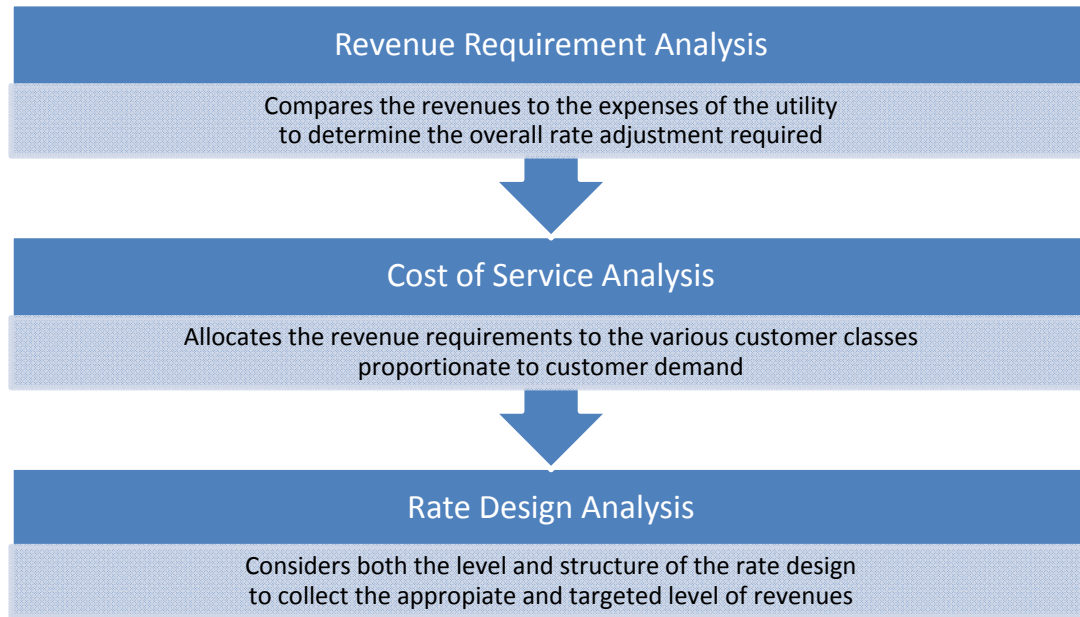 Revenue Requirement Analysis
Compares the revenues to the expenses of the utility
to determine the overall rate adjustment required
Cost of Service Analysis
Allocates the revenue requirements to the various customer classes
proportionate to customer demand
Rate Design Analysis
Considers both the level and structure of the rate design
to collect the appropiate and targeted level of revenues